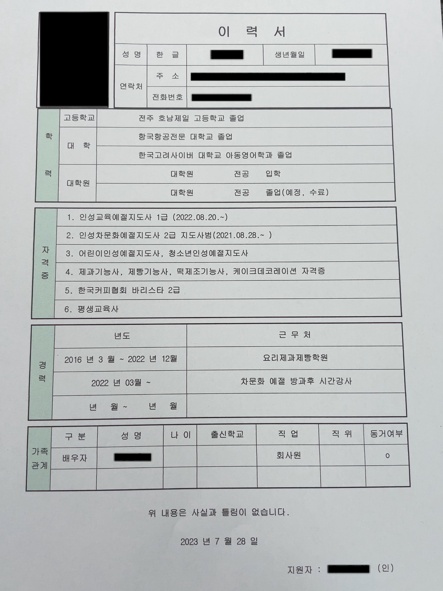 이 력 서
성 명 한 글 생년월일
연락처 주 소
전화번호
학 력
고등학교 전주 호남제일 고등학교 졸업
대 학 항국항공전문 대학교 졸업
한국고려사이버 대학교 아동영어학과 졸업
대학원 대학원 전공 입학
대학원 전공 졸업(예정, 수료)
자격증
1. 인성교육예절지도사 1급 (2022.08.20.~)
2. 인성차문화예절지도사 2급 지도사범(2021.08.28.~ )
3. 어린이인성예절지도사, 청소년인성예절지도사
4. 제과기능사, 제빵기능사, 떡제조기능사, 케이크데코레이션 자격증
5. 한국커피협회 바리스타 2급
6. 평생교육사
경력
년도 근 무 처
2016 년 3 월 ~ 2022 년 12월 요리제과제빵학원
2022 년 03월 ~ 차문화 예절 방과후 시간강사
년 월 ~ 년 월
가족관계
구 분 성 명 나 이 출신학교 직 업 직 위 동거여부
배우자 회사원 o
위 내용은 사실과 틀림이 없습니다.
2023 년 7 월 28 일
지원자 : (인)